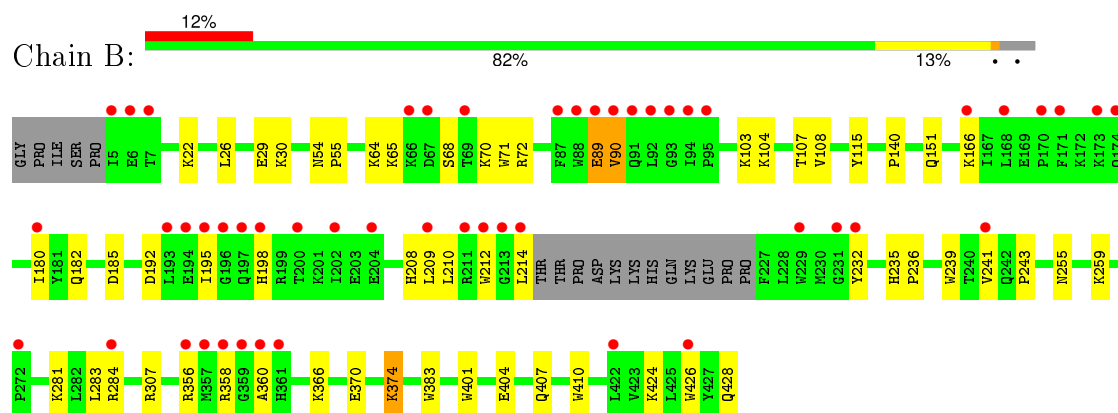 12%
Chain B:
82% 13% • •
GLY PRO ILE SER PRO I5 E6 T7 K22 L26 E29 K30 N54 P55 K64 K65 K66 D67 S68 T69 K70 W71 R72 F87 W88 E89 V90 Q91 L92 G93 I94 P95 K103 K104 T107 V108 Y115 P140 Q151 K166 I167 L168 E169 P170 F171 K172 K173 Q174
I180 Y181 Q182 D185 D192 L193 E194 I195 G196 Q197 H198 R199 T200 K201 I202 E203 E204 H208 L209 L210 R211 W212 G213 L214 THR THR PRO ASP LYS LYS HIS GLN LYS GLU PRO PRO F227 L228 W229 M230 G231 Y232 H235 P236 W239 T240 V241 Q242 P243 N255 K259
P272 K281 L282 L283 R284 R307 R356 M357 R358 G359 A360 H361 K366 E370 K374 W383 W401 E404 Q407 W410 L422 V423 K424 L425 W426 Y427 Q428